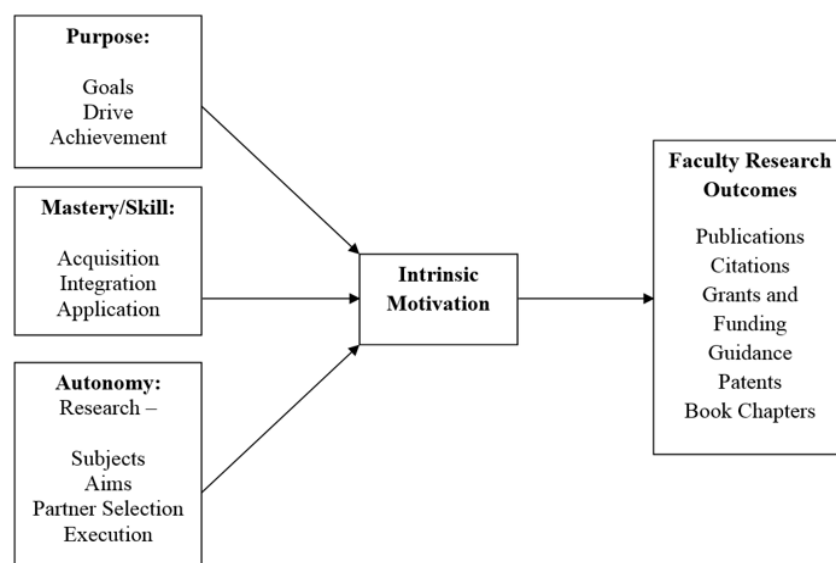 Purpose:
Goals
Drive
Achievement
Mastery/Skill:
Acquisition
Integration
Application
Autonomy:
Research –
Subjects
Aims
Partner Selection
Execution
Intrinsic
Motivation
Faculty Research
Outcomes
Publications
Citations
Grants and
Funding
Guidance
Patents
Book Chapters